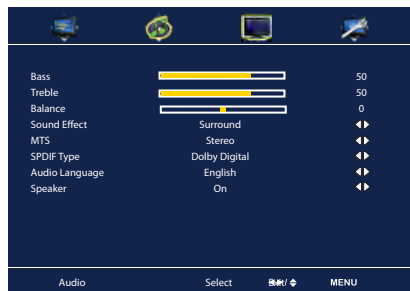 Bass 50
Treble 50
Balance 0
Sound Effect Surround
MTS Stereo
SPDIF Type Dolby Digital
Audio Language English
Speaker On
Audio Select MENU